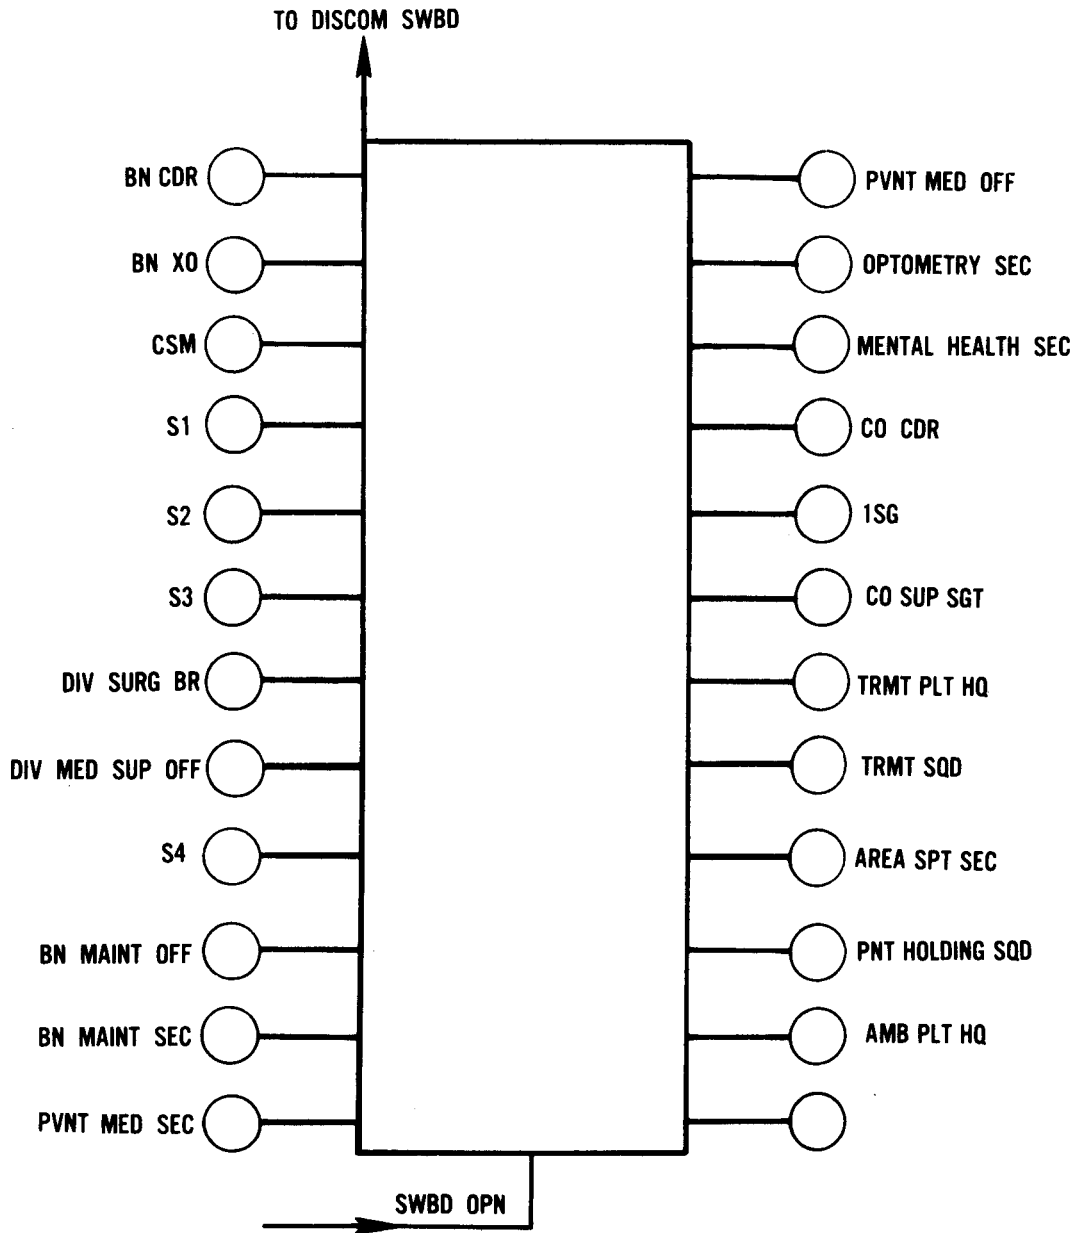 TO DISCOM SWBD
BN CDR
BN XO
CSM
S1
S2
S3
DIV SURG BR
DIV MED SUP OFF
S4
BN MAINT OFF
BN MAINT SEC
PVNT MED SEC
PVNT MED OFF
OPTOMETRY SEC
MENTAL HEALTH SEC
CO CDR
1SG
CO SUP SGT
TRMT PLT HQ
TRMT SQD
AREA SPT SEC
PNT HOLDING SQD
AMB PLT HQ
SWBD OPN